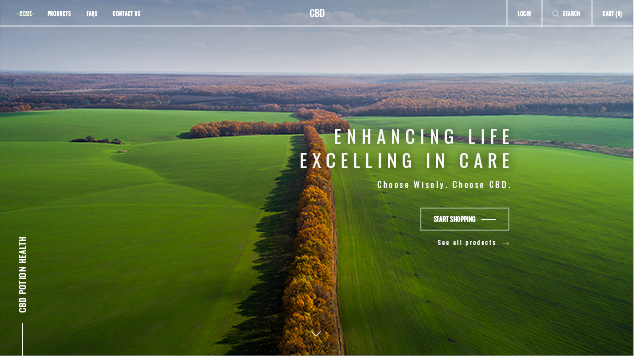 HOME
PRODUCTS
FAQS
CONTACT US
CBD
LOGIN
SEARCH
CART (0)
ENHANCING LIFE
EXCELLING IN CARE
Choose Wisely. Choose CBD.
START SHOPPING
See all products
CBD POTION HEALTH